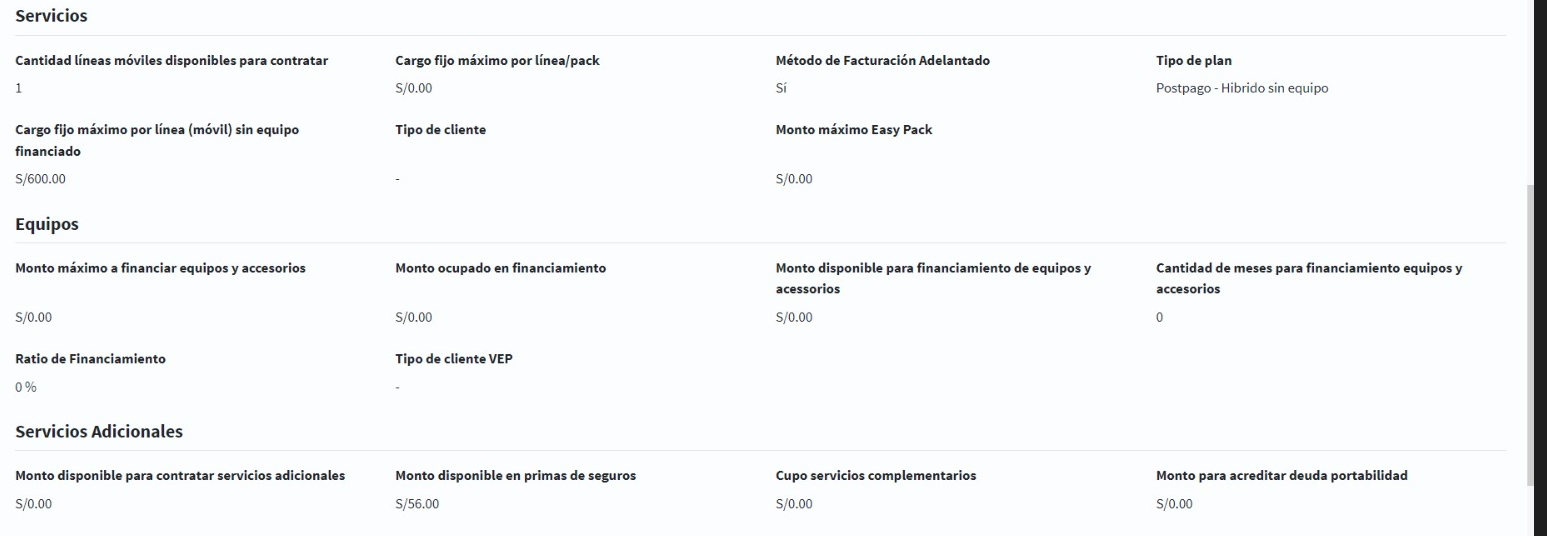 Servicios
Cantidad líneas móviles disponibles para contratar
1
Cargo fijo máximo por línea/pack
S/0.00
Método de Facturación Adelantado
Sí
Tipo de plan
Postpago - Hibrido sin equipo
Cargo fijo máximo por línea (móvil) sin equipo
financiado
S/600.00
Tipo de cliente
-
Monto máximo Easy Pack
S/0.00
Equipos
Monto máximo a financiar equipos y accesorios
S/0.00
Monto ocupado en financiamiento
S/0.00
Monto disponible para financiamiento de equipos y
acessorios
S/0.00
Cantidad de meses para financiamiento equipos y
accesorios
0
Ratio de Financiamiento
0 %
Tipo de cliente VEP
-
Servicios Adicionales
Monto disponible para contratar servicios adicionales
S/0.00
Monto disponible en primas de seguros
S/56.00
Cupo servicios complementarios
S/0.00
Monto para acreditar deuda portabilidad
S/0.00